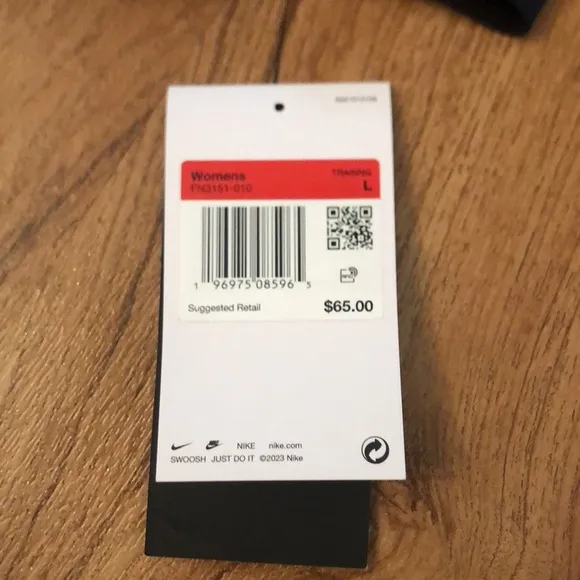 Womens TRAINING
FN3151-010 L
1 96975 08596 5
Suggested Retail $65.00
NIKE nike.com
SWOOSH JUST DO IT ©2023 Nike